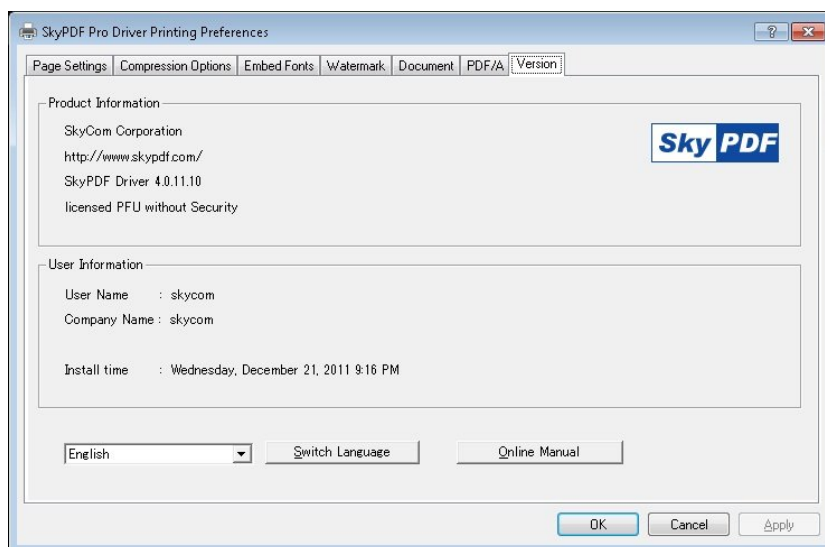 SkyPDF Pro Driver Printing Preferences
Page Settings Compression Options Embed Fonts Watermark Document PDF/A Version
Product Information
SkyCom Corporation
http://www.skypdf.com/
SkyPDF Driver 4.0.11.10
licensed PFU without Security
Sky PDF
User Information
User Name : skycom
Company Name : skycom
Install time : Wednesday, December 21, 2011 9:16 PM
English Switch Language Online Manual
OK Cancel Apply